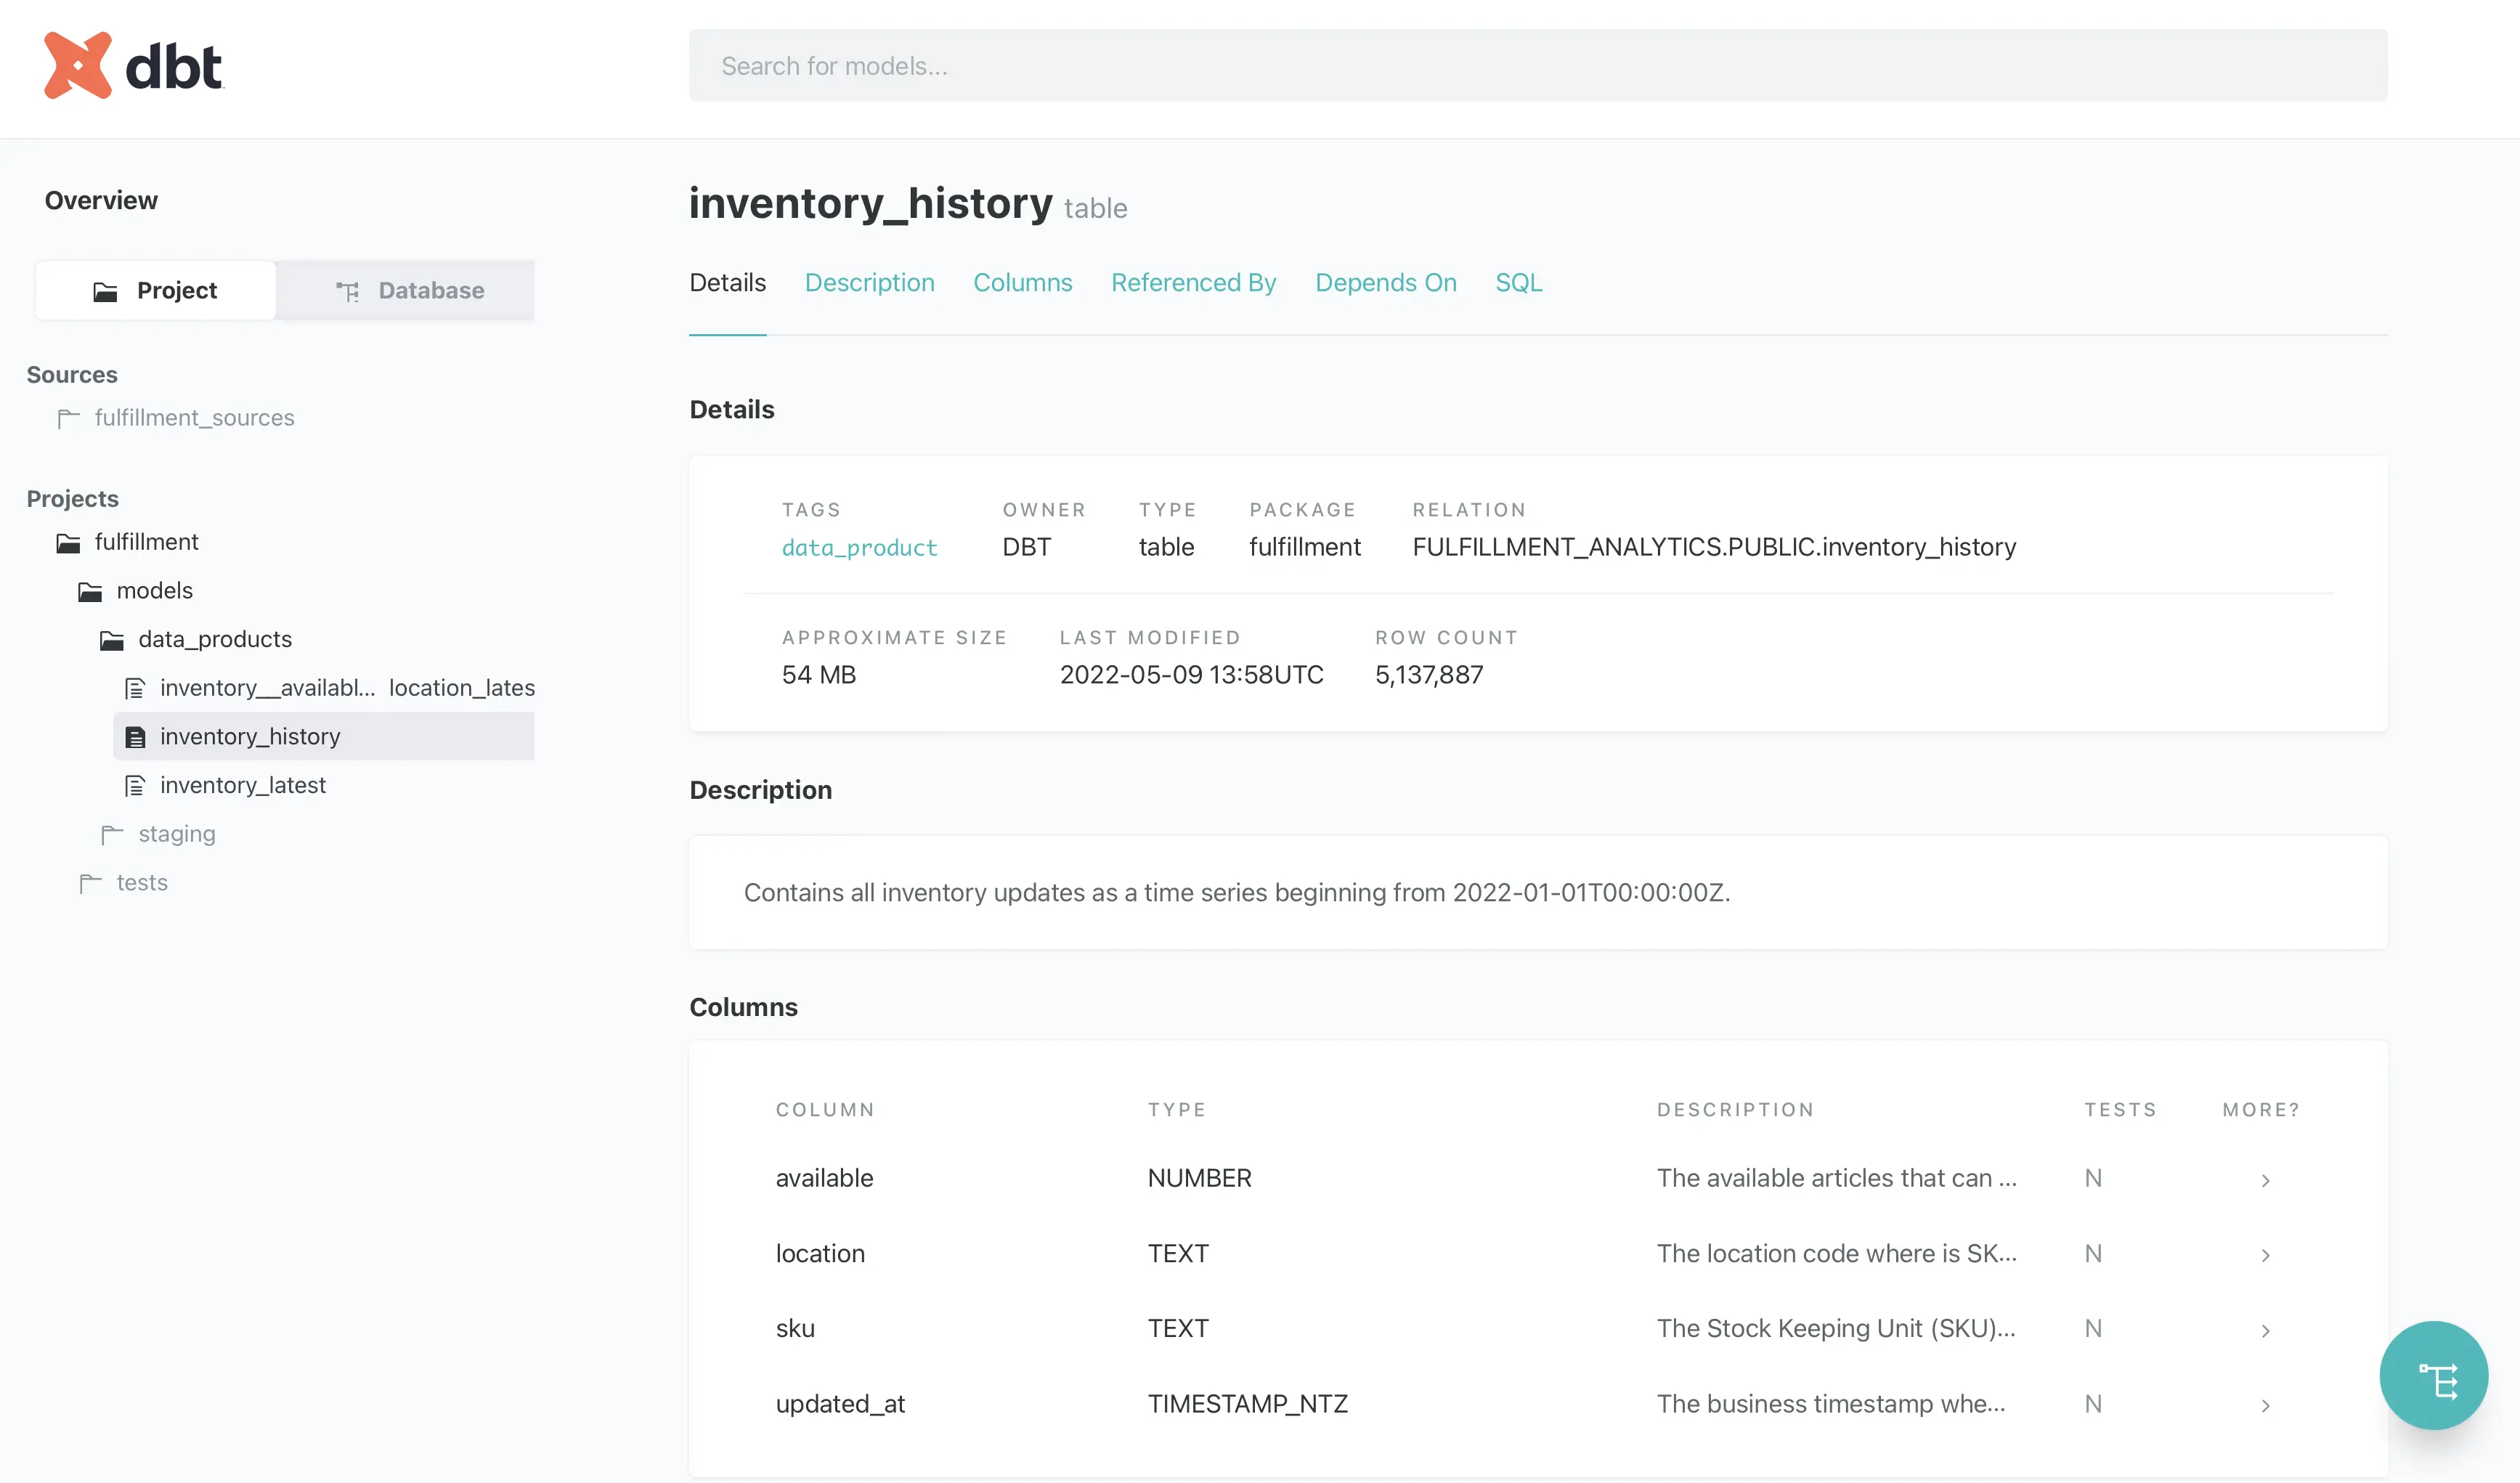 dbt
Search for models...
Overview
Project
Database
Sources
fulfillment_sources
Projects
fulfillment
models
data_products
inventory__availabl... location_lates
inventory_history
inventory_latest
staging
tests
inventory_history table
Details Description Columns Referenced By Depends On SQL
Details
TAGS OWNER TYPE PACKAGE RELATION
data_product DBT table fulfillment FULFILLMENT_ANALYTICS.PUBLIC.inventory_history
APPROXIMATE SIZE LAST MODIFIED ROW COUNT
54 MB 2022-05-09 13:58UTC 5,137,887
Description
Contains all inventory updates as a time series beginning from 2022-01-01T00:00:00Z.
Columns
COLUMN TYPE DESCRIPTION TESTS MORE?
available NUMBER The available articles that can ... N
location TEXT The location code where is SK... N
sku TEXT The Stock Keeping Unit (SKU)... N
updated_at TIMESTAMP_NTZ The business timestamp whe... N